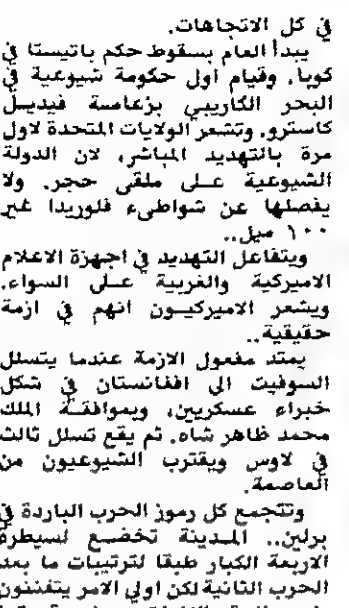 في كل الاتجاهات.
يبدأ العام بسقوط حكم باتيستا في
كوبا، وقيام اول حكومة شيوعية في
البحر الكاريبي بزعامة فيديل
كاسترو. وتشعر الولايات المتحدة لاول
مرة بالتهديد المباشر، لان الدولة
الشيوعية على ملقى حجر. ولا
يفصلها عن شواطىء فلوريدا غير
١٠٠ ميل..
ويتفاعل التهديد في اجهزة الاعلام
الاميركية والغربية على السواء.
ويشعر الاميركيون انهم في ازمة
حقيقية..
يمتد مفعول الازمة عندما يتسلل
السوفيت الى افغانستان في شكل
خبراء عسكريين، وبموافقة الملك
محمد ظاهر شاه. ثم يقع تسلل ثالث
في لاوس ويقترب الشيوعيون من
العاصمة.
وتتجمع كل رموز الحرب الباردة في
برلين.. المدينة تخضع لسيطرة
الاربعة الكبار طبقا لترتيبات ما بعد
الحرب الثانية لكن اولي الامر يتفننون